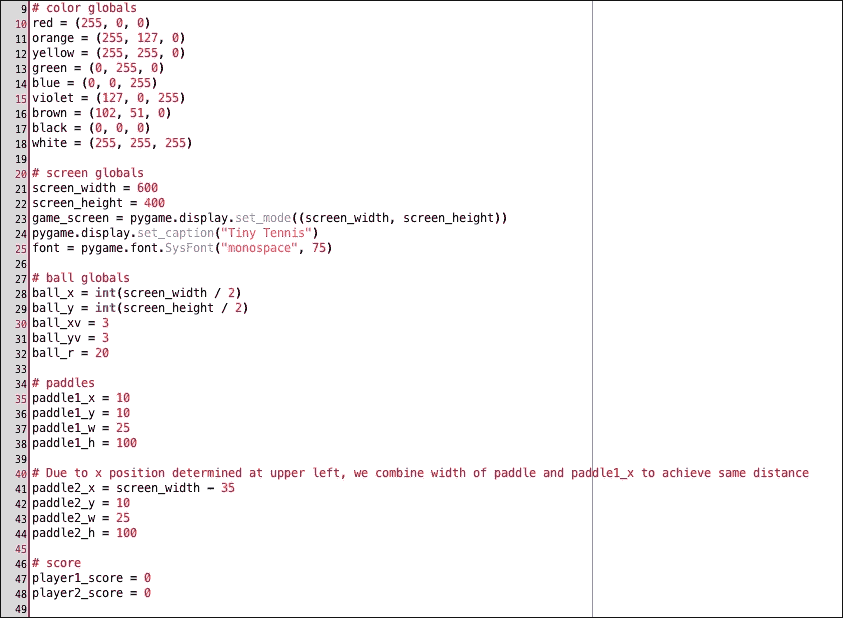 9 # color globals
10 red = (255, 0, 0)
11 orange = (255, 127, 0)
12 yellow = (255, 255, 0)
13 green = (0, 255, 0)
14 blue = (0, 0, 255)
15 violet = (127, 0, 255)
16 brown = (102, 51, 0)
17 black = (0, 0, 0)
18 white = (255, 255, 255)
19
20 # screen globals
21 screen_width = 600
22 screen_height = 400
23 game_screen = pygame.display.set_mode((screen_width, screen_height))
24 pygame.display.set_caption("Tiny Tennis")
25 font = pygame.font.SysFont("monospace", 75)
26
27 # ball globals
28 ball_x = int(screen_width / 2)
29 ball_y = int(screen_height / 2)
30 ball_xv = 3
31 ball_yv = 3
32 ball_r = 20
33
34 # paddles
35 paddle1_x = 10
36 paddle1_y = 10
37 paddle1_w = 25
38 paddle1_h = 100
39
40 # Due to x position determined at upper left, we combine width of paddle and paddle1_x to achieve same distance
41 paddle2_x = screen_width - 35
42 paddle2_y = 10
43 paddle2_w = 25
44 paddle2_h = 100
45
46 # score
47 player1_score = 0
48 player2_score = 0
49